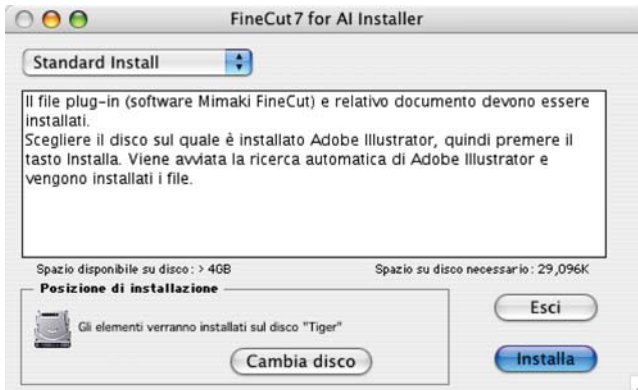 FineCut7 for AI Installer
Standard Install
Il file plug-in (software Mimaki FineCut) e relativo documento devono essere
installati.
Scegliere il disco sul quale è installato Adobe Illustrator, quindi premere il
tasto Installa. Viene avviata la ricerca automatica di Adobe Illustrator e
vengono installati i file.
Spazio disponibile su disco: > 4GB Spazio su disco necessario: 29,096K
Posizione di installazione
Gli elementi verranno installati sul disco "Tiger"
Esci
Cambia disco
Installa